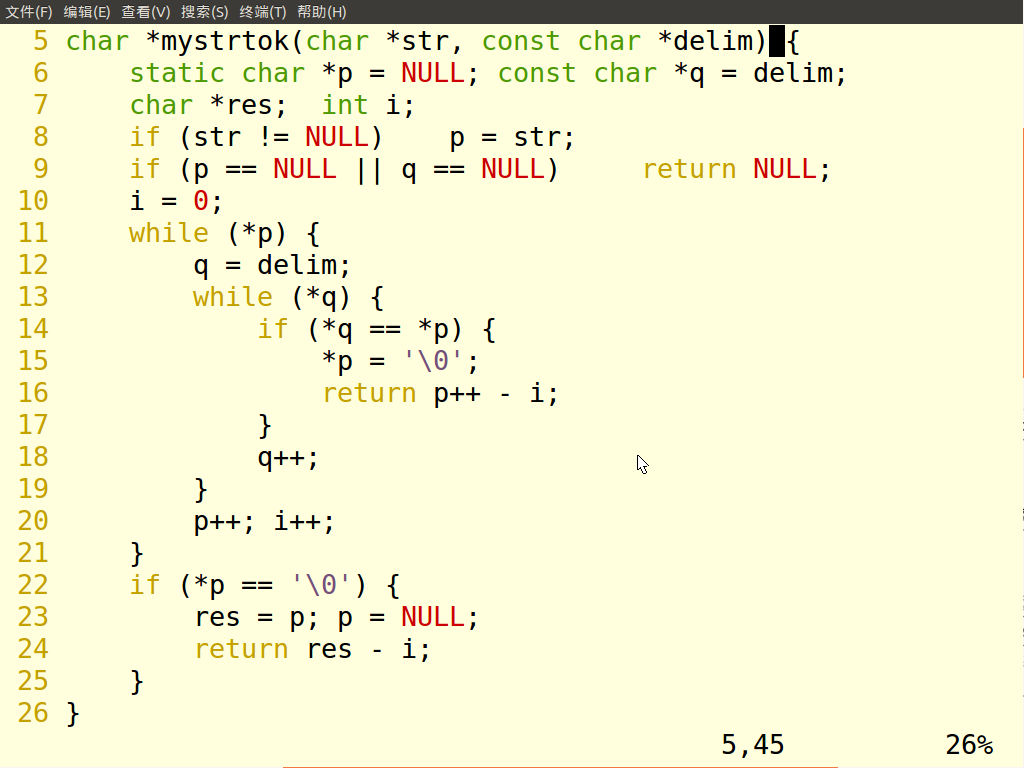 文件(F) 编辑(E) 查看(V) 搜索(S) 终端(T) 帮助(H)
5 char *mystrtok(char *str, const char *delim) {
6     static char *p = NULL; const char *q = delim;
7     char *res;  int i;
8     if (str != NULL)    p = str;
9     if (p == NULL || q == NULL)     return NULL;
10     i = 0;
11     while (*p) {
12         q = delim;
13         while (*q) {
14             if (*q == *p) {
15                 *p = '\0';
16                 return p++ - i;
17             }
18             q++;
19         }
20         p++; i++;
21     }
22     if (*p == '\0') {
23         res = p; p = NULL;
24         return res - i;
25     }
26 }
5,45          26%